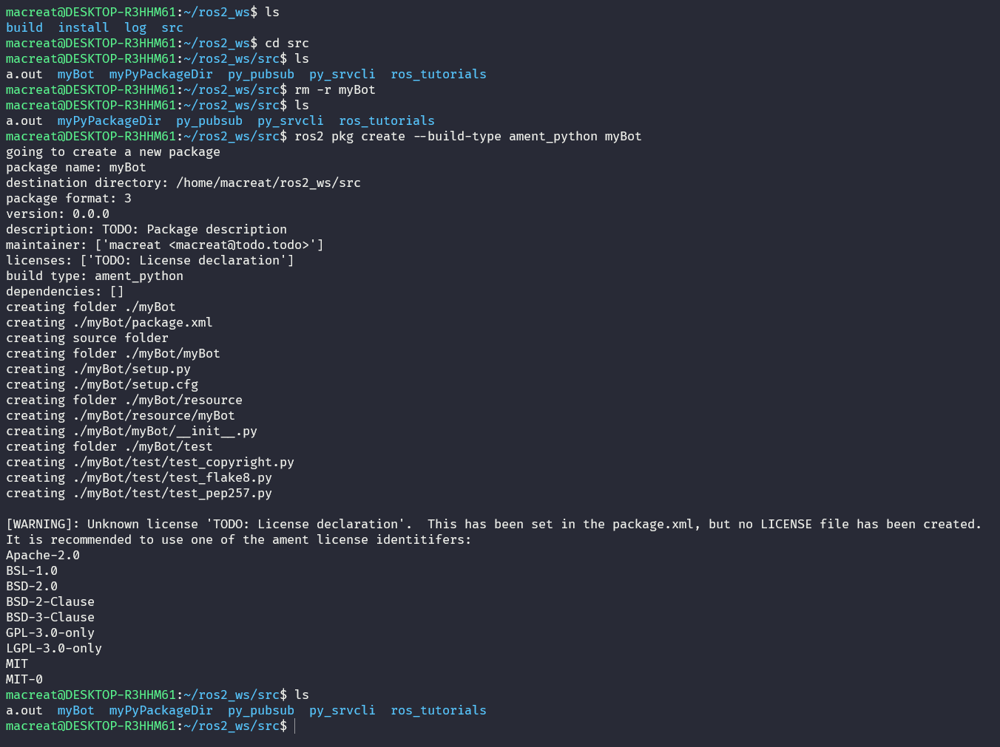 macreat@DESKTOP-R3HHM61:~/ros2_ws$ ls
build  install  log  src
macreat@DESKTOP-R3HHM61:~/ros2_ws$ cd src
macreat@DESKTOP-R3HHM61:~/ros2_ws/src$ ls
a.out  myBot  myPyPackageDir  py_pubsub  py_srvcli  ros_tutorials
macreat@DESKTOP-R3HHM61:~/ros2_ws/src$ rm -r myBot
macreat@DESKTOP-R3HHM61:~/ros2_ws/src$ ls
a.out  myPyPackageDir  py_pubsub  py_srvcli  ros_tutorials
macreat@DESKTOP-R3HHM61:~/ros2_ws/src$ ros2 pkg create --build-type ament_python myBot
going to create a new package
package name: myBot
destination directory: /home/macreat/ros2_ws/src
package format: 3
version: 0.0.0
description: TODO: Package description
maintainer: ['macreat <macreat@todo.todo>']
licenses: ['TODO: License declaration']
build type: ament_python
dependencies: []
creating folder ./myBot
creating ./myBot/package.xml
creating source folder
creating folder ./myBot/myBot
creating ./myBot/setup.py
creating ./myBot/setup.cfg
creating folder ./myBot/resource
creating ./myBot/resource/myBot
creating ./myBot/myBot/__init__.py
creating folder ./myBot/test
creating ./myBot/test/test_copyright.py
creating ./myBot/test/test_flake8.py
creating ./myBot/test/test_pep257.py

[WARNING]: Unknown license 'TODO: License declaration'.  This has been set in the package.xml, but no LICENSE file has been created.
It is recommended to use one of the ament license identitifers:
Apache-2.0
BSL-1.0
BSD-2.0
BSD-2-Clause
BSD-3-Clause
GPL-3.0-only
LGPL-3.0-only
MIT
MIT-0
macreat@DESKTOP-R3HHM61:~/ros2_ws/src$ ls
a.out  myBot  myPyPackageDir  py_pubsub  py_srvcli  ros_tutorials
macreat@DESKTOP-R3HHM61:~/ros2_ws/src$